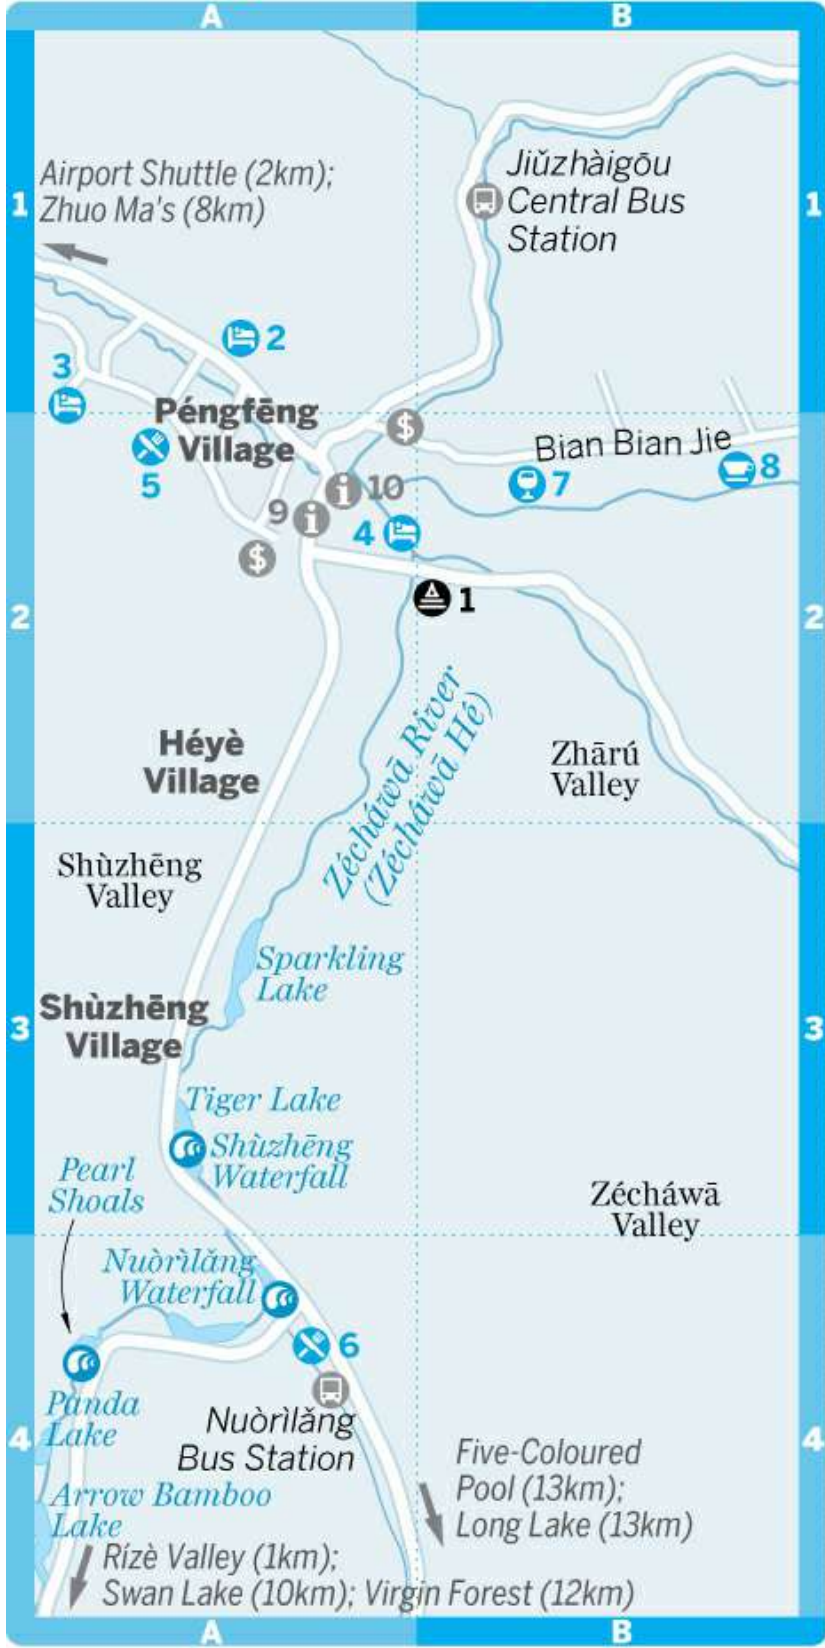 A
B
Airport Shuttle (2km);
Zhuo Ma's (8km)
Jiǔzhàigōu
Central Bus
Station
1
1
2
3
Péngfēng
Village
$
Bian Bian Jie
5
7
8
i 10
9 i
4
$
1
2
2
Zécháwā River
(Zécháwā Hé)
Héyè
Village
Zhārú
Valley
Shùzhēng
Valley
Sparkling
Lake
Shùzhēng
Village
3
3
Tiger Lake
Shùzhēng
Waterfall
Pearl
Shoals
Zécháwā
Valley
Nuòrìlǎng
Waterfall
6
Panda
Lake
Nuòrìlǎng
Bus Station
4
4
Five-Coloured
Pool (13km);
Long Lake (13km)
Arrow Bamboo
Lake
Rízè Valley (1km);
Swan Lake (10km); Virgin Forest (12km)
A
B